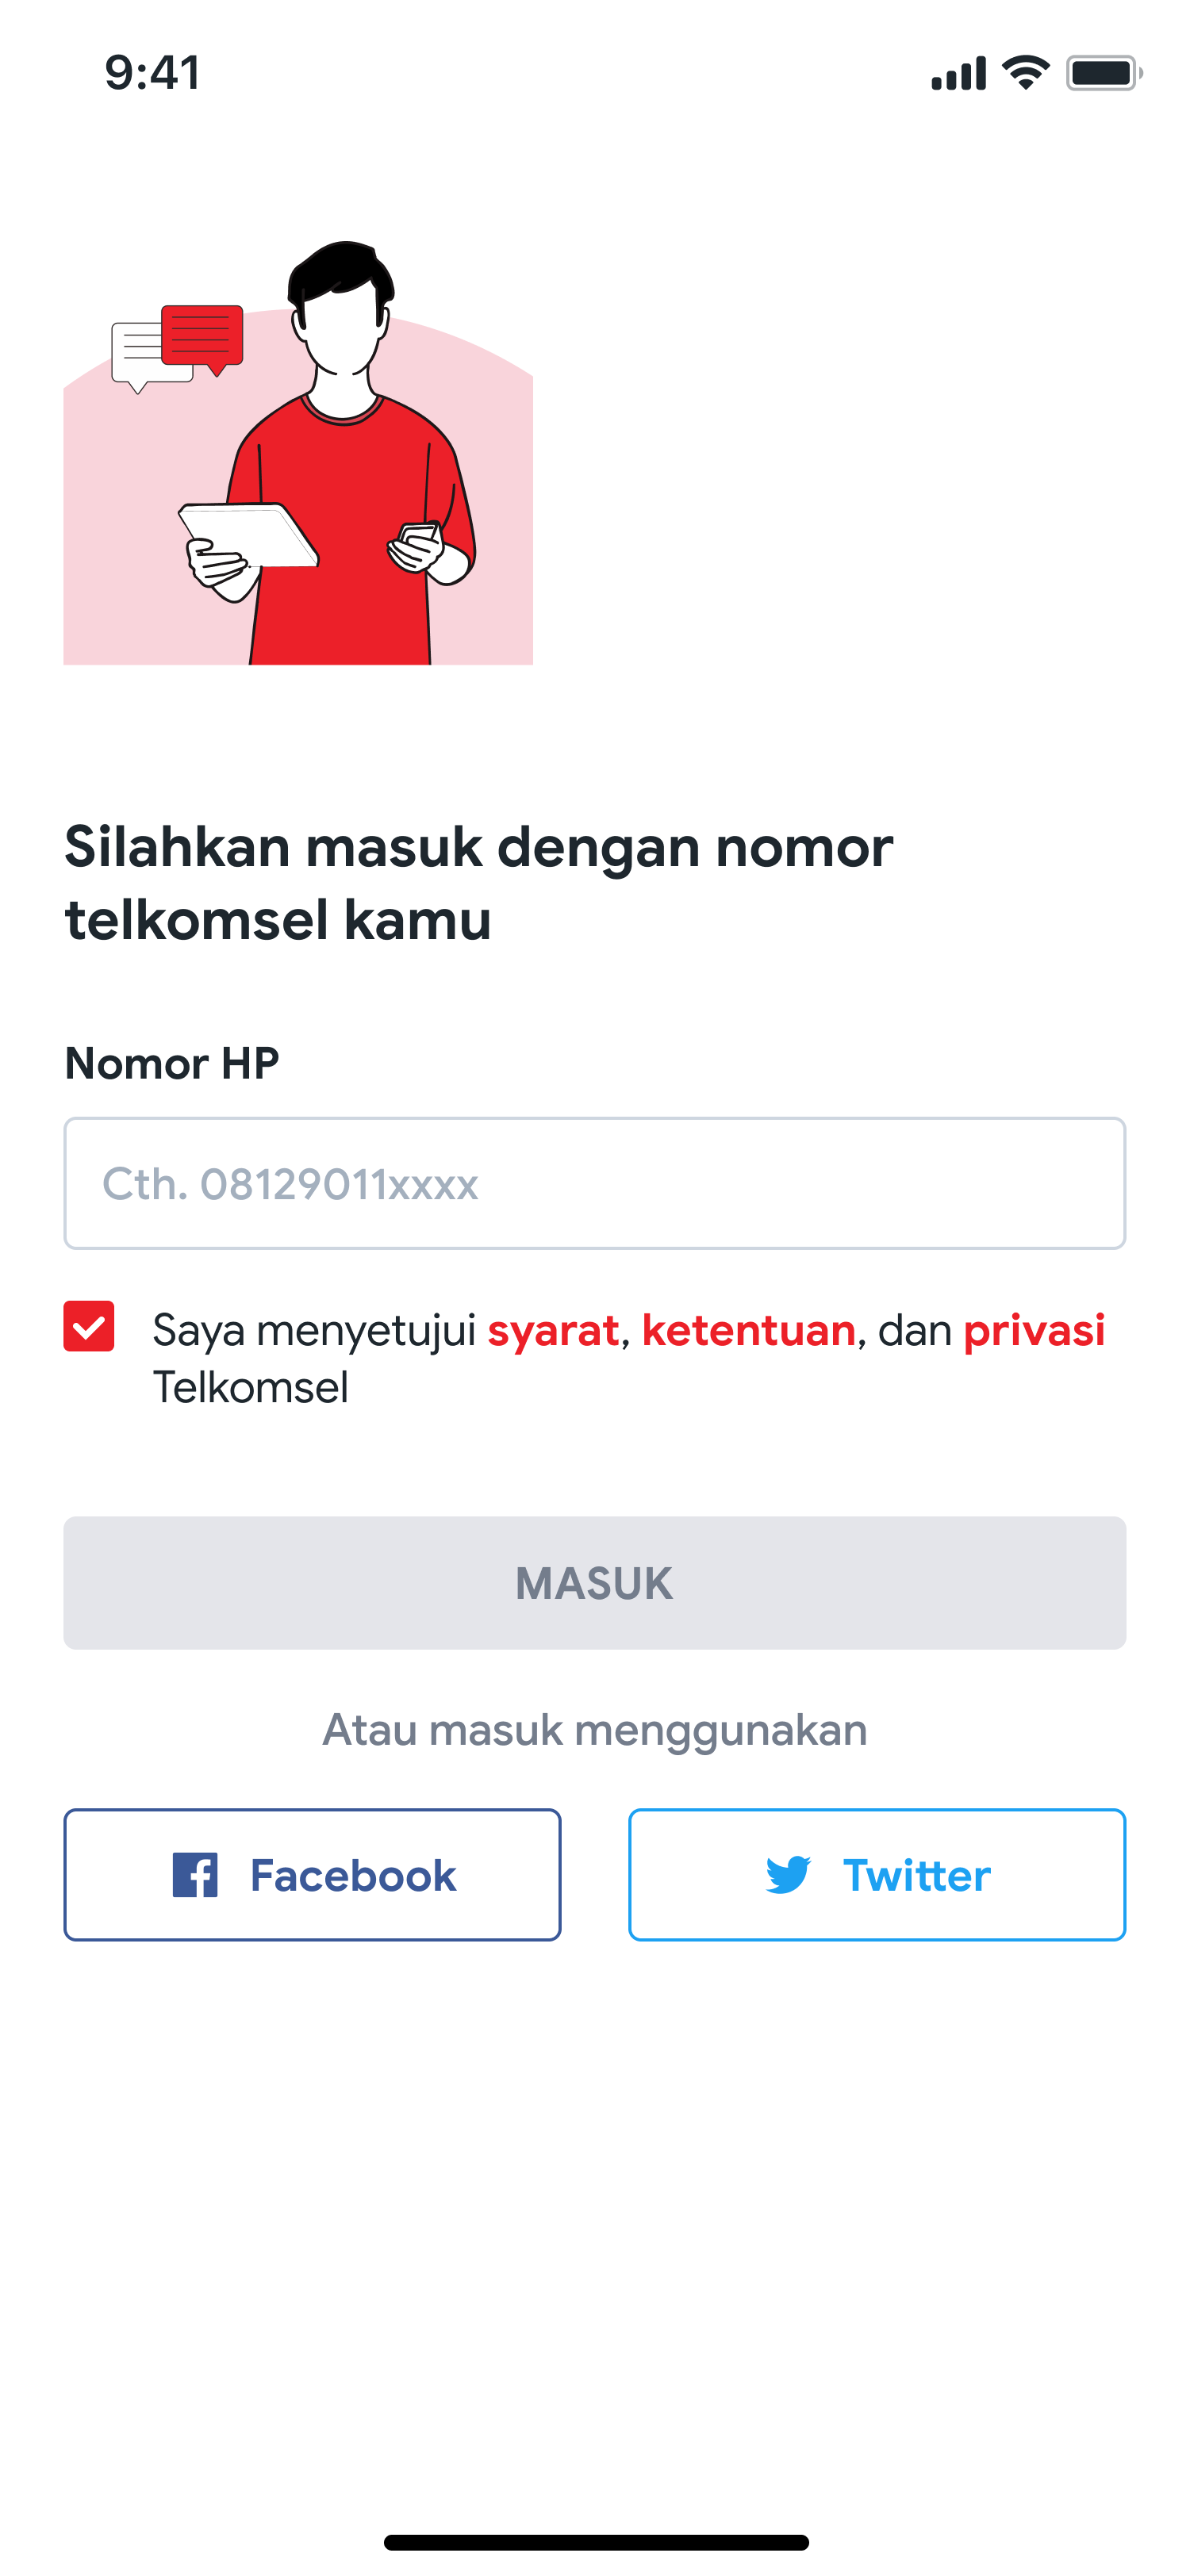 9:41
Silahkan masuk dengan nomor
telkomsel kamu
Nomor HP
Cth. 08129011xxxx
Saya menyetujui syarat, ketentuan, dan privasi
Telkomsel
MASUK
Atau masuk menggunakan
Facebook
Twitter